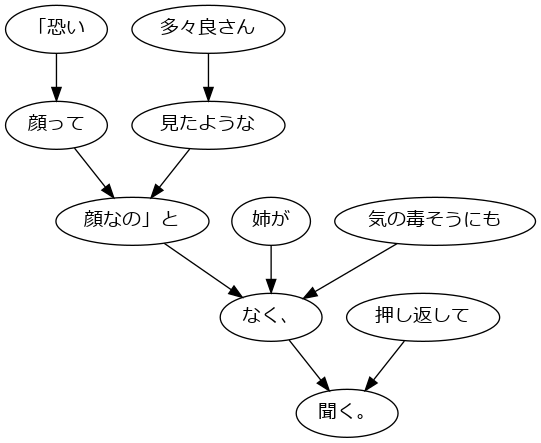 「恐い
多々良さん
顔って
見たような
顔なの」と
姉が
気の毒そうにも
なく、
押し返して
聞く。